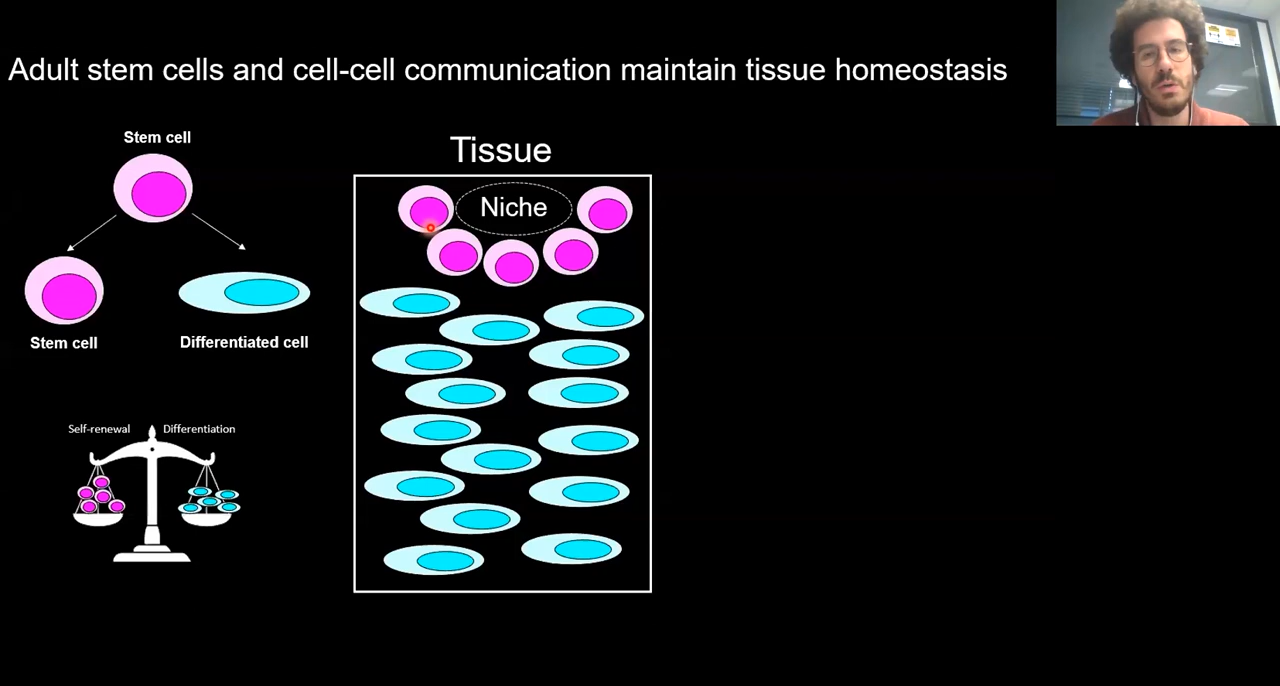 Adult stem cells and cell-cell communication maintain tissue homeostasis
Stem cell
Stem cell
Differentiated cell
Self-renewal
Differentiation
Tissue
Niche